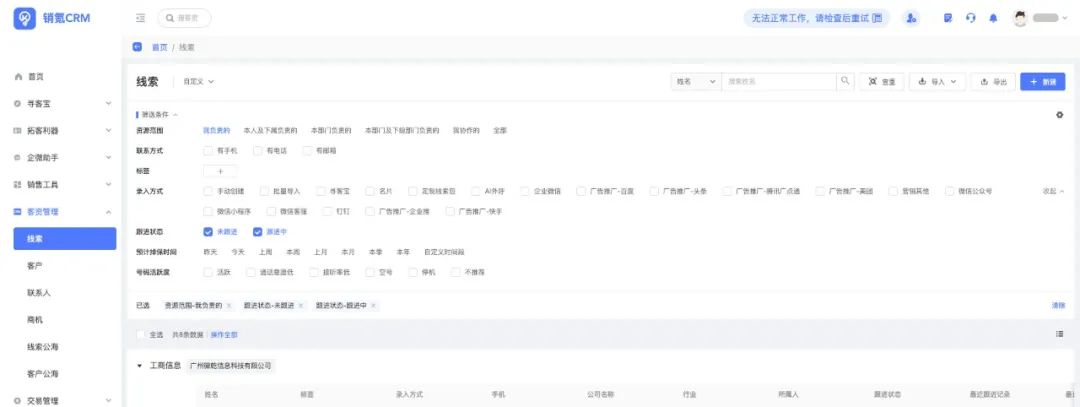 销氪CRM
搜索客
无法正常工作，请检查后重试
首页 / 线索
首页
寻客宝
拓客利器
企微助手
销售工具
客资管理
线索
客户
联系人
商机
线索公海
客户公海
交易管理
线索 自定义
姓名 搜索姓名 查重 导入 导出 + 新建
筛选条件
资源范围 我负责的 本人及下属负责的 本部门负责的 本部门及下级部门负责的 我协作的 全部
联系方式 有手机 有电话 有邮箱
标签 +
录入方式 手动创建 批量导入 寻客宝 名片 定制线索包 AI外呼 企业微信 广告推广-百度 广告推广-头条 广告推广-腾讯广点通 广告推广-美团 营销其他 微信公众号 收起
微信小程序 微信客服 钉钉 广告推广-企业搜 广告推广-快手
跟进状态 未跟进 跟进中
预计掉保时间 昨天 今天 上周 本周 上月 本月 本季 本年 自定义时间段
号码活跃度 活跃 通话意愿低 接听率低 空号 停机 不推荐
已选 资源范围-我负责的 × 跟进状态-未跟进 × 跟进状态-跟进中 × 清除
全选 共8条数据 操作全部
工商信息 信息科技有限公司
姓名 标签 录入方式 手机 公司名称 行业 所属人 跟进状态 最近跟进记录